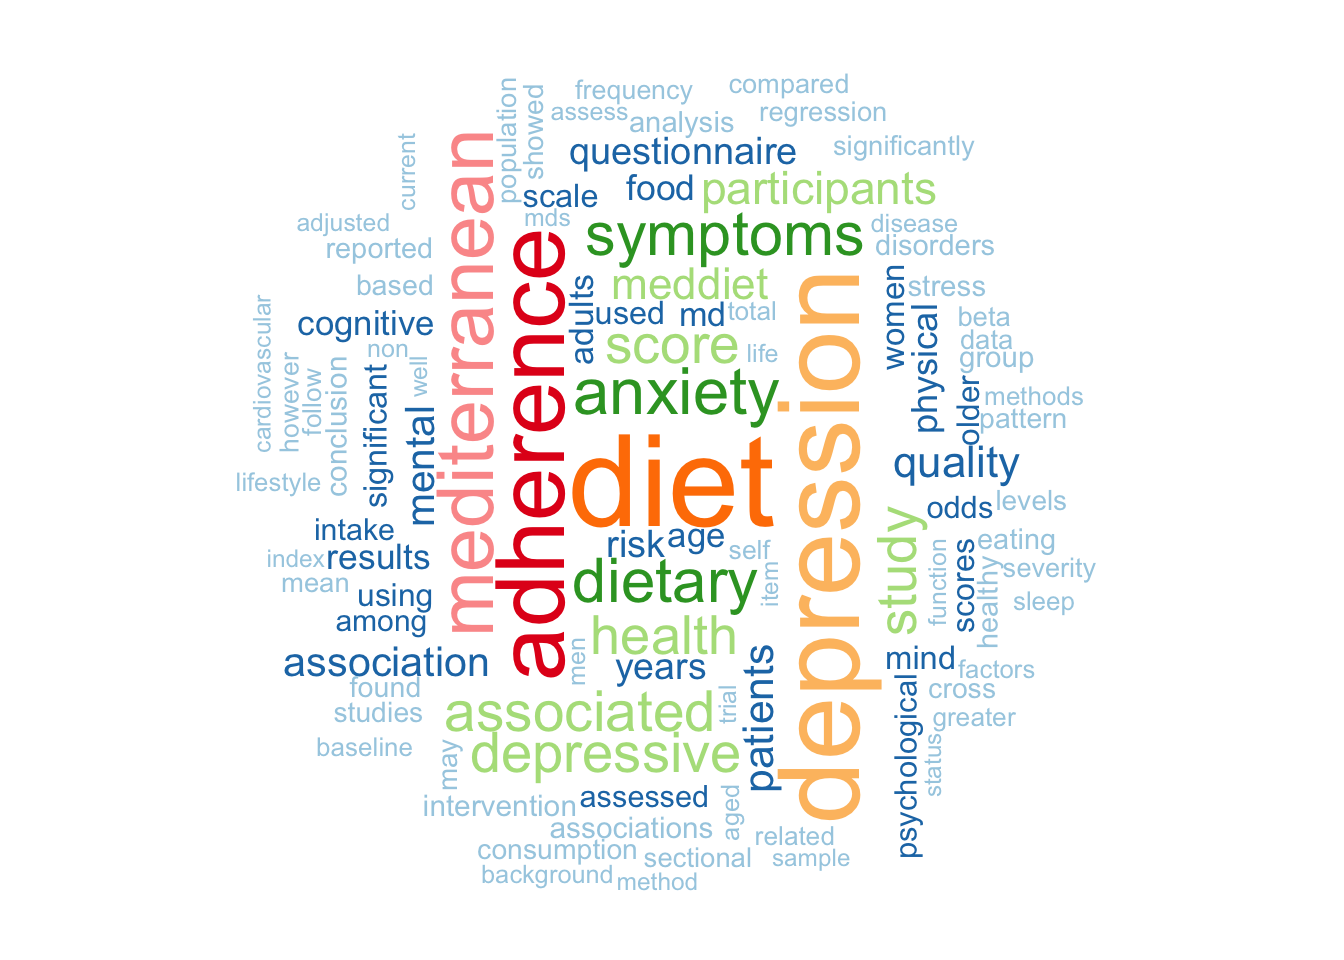 compared
frequency
population
showed
assess
regression
analysis
current
mediterranean
questionnaire
significantly
participants
food
scale
mds
adjusted
disease
symptoms
reported
disorders
adherence
based
meddiet
adults
women
stress
depression
cardiovascular
cognitive
used
md
total
physical
beta
data
non
score
life
group
however
follow
conclusion
significant
well
anxiety
older
methods
pattern
mental
quality
lifestyle
diet
levels
odds
intake
risk
age
self
study
eating
index
results
item
function
scores
healthy
severity
mean
dietary
using
sleep
among
health
association
men
years
patients
mind
factors
found
cross
studies
associated
trial
psychological
greater
baseline
may
depressive
status
intervention
assessed
aged
associations
related
consumption
sectional
sample
background
method